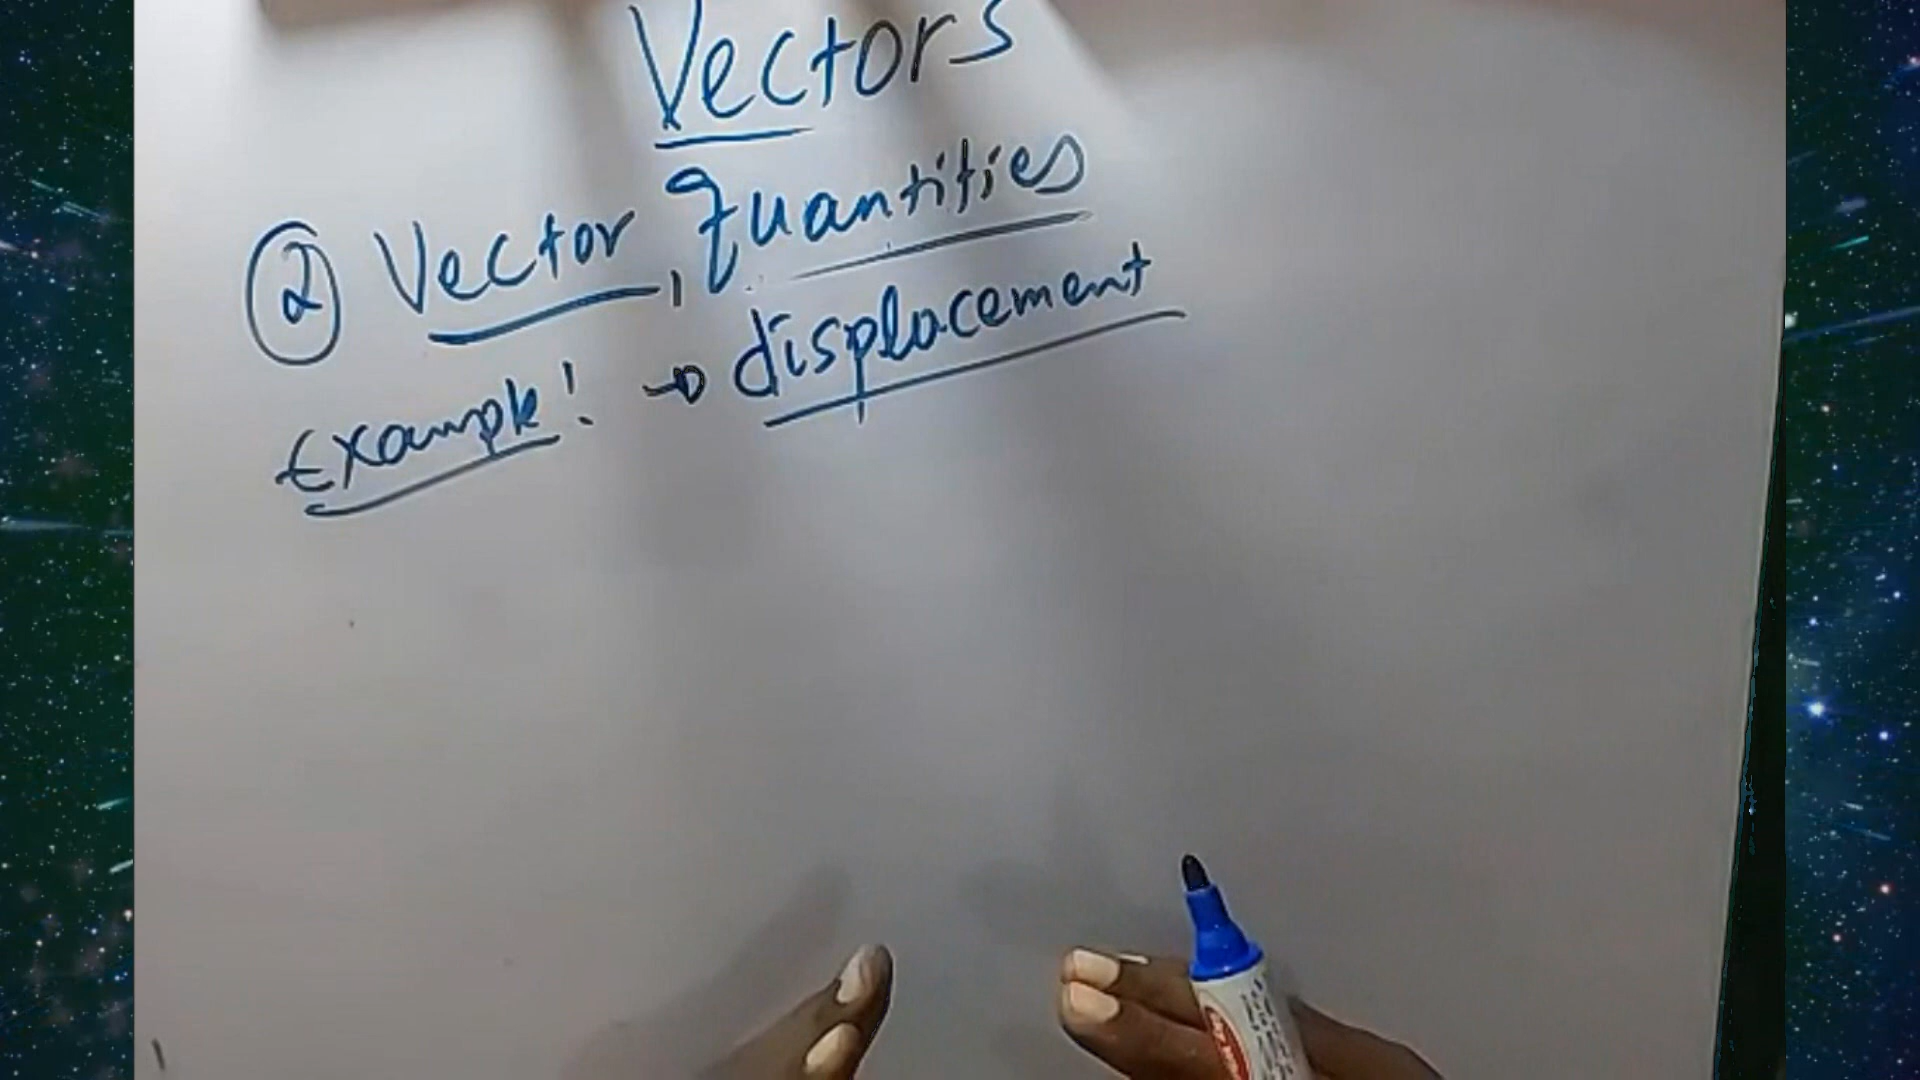 Vectors
② Vector quantities
Example: → displacement